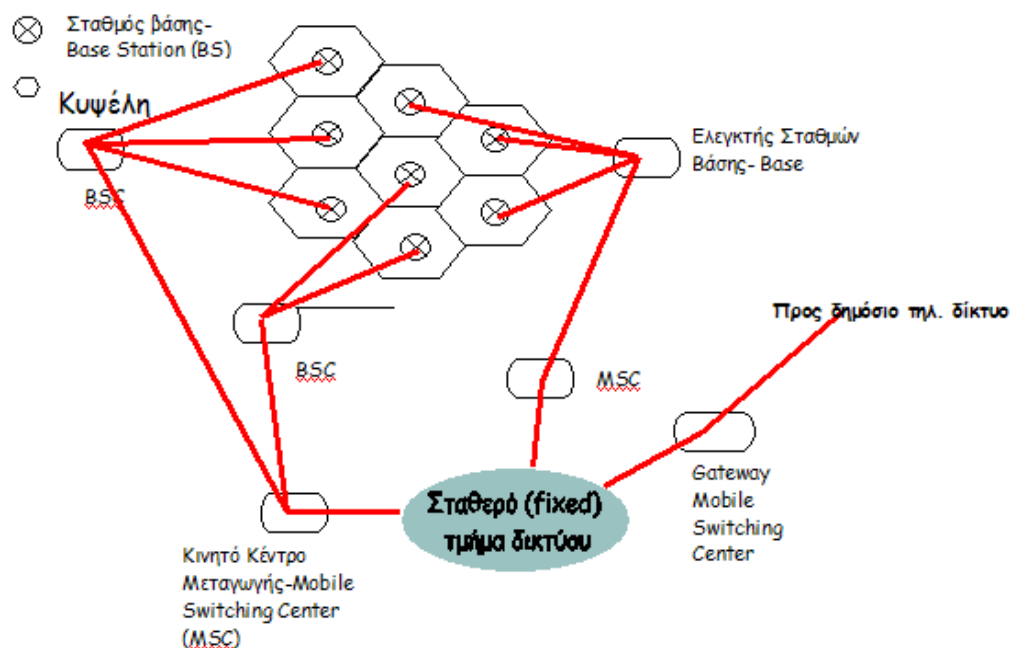 Σταθμός βάσης-
Base Station (BS)
Κυψέλη
BSC
Ελεγκτής Σταθμών
Βάσης- Base
BSC
MSC
Προς δημόσιο τηλ. δίκτυο
Gateway
Mobile
Switching
Center
Σταθερό (fixed)
τμήμα δικτύου
Κινητό Κέντρο
Μεταγωγής-Mobile
Switching Center
(MSC)